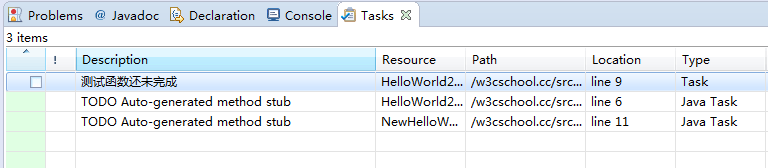 Problems @ Javadoc Declaration Console Tasks
3 items
! Description Resource Path Location Type
测试函数还未完成 HelloWorld2... /w3cschool.cc/src... line 9 Task
TODO Auto-generated method stub HelloWorld2... /w3cschool.cc/src... line 6 Java Task
TODO Auto-generated method stub NewHelloW... /w3cschool.cc/src... line 11 Java Task